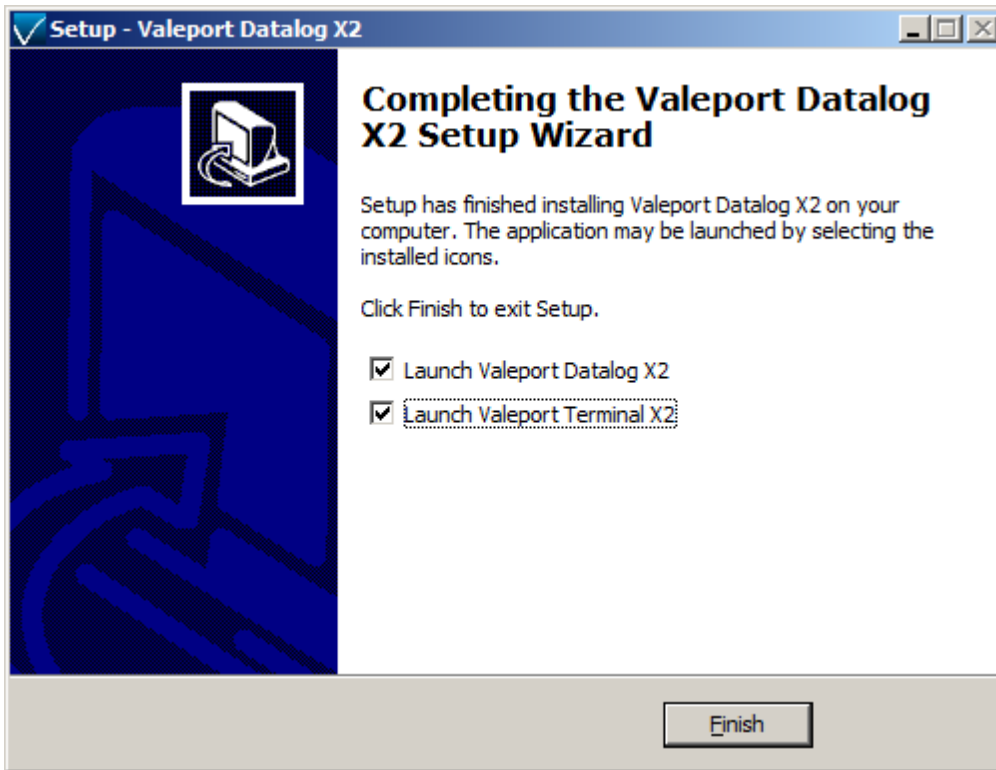 Setup - Valeport Datalog X2
Completing the Valeport Datalog
X2 Setup Wizard
Setup has finished installing Valeport Datalog X2 on your
computer. The application may be launched by selecting the
installed icons.
Click Finish to exit Setup.
Launch Valeport Datalog X2
Launch Valeport Terminal X2
Finish